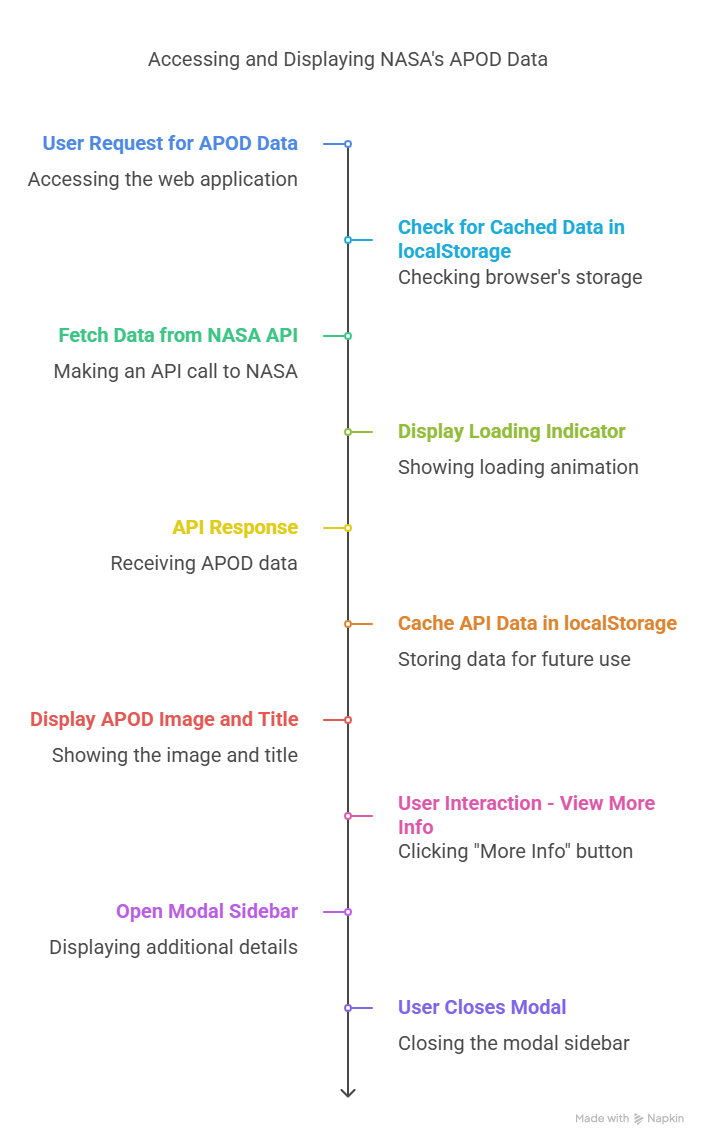 Accessing and Displaying NASA's APOD Data
User Request for APOD Data
Accessing the web application
Check for Cached Data in
localStorage
Checking browser's storage
Fetch Data from NASA API
Making an API call to NASA
Display Loading Indicator
Showing loading animation
API Response
Receiving APOD data
Cache API Data in localStorage
Storing data for future use
Display APOD Image and Title
Showing the image and title
User Interaction - View More
Info
Clicking "More Info" button
Open Modal Sidebar
Displaying additional details
User Closes Modal
Closing the modal sidebar
Made with Napkin